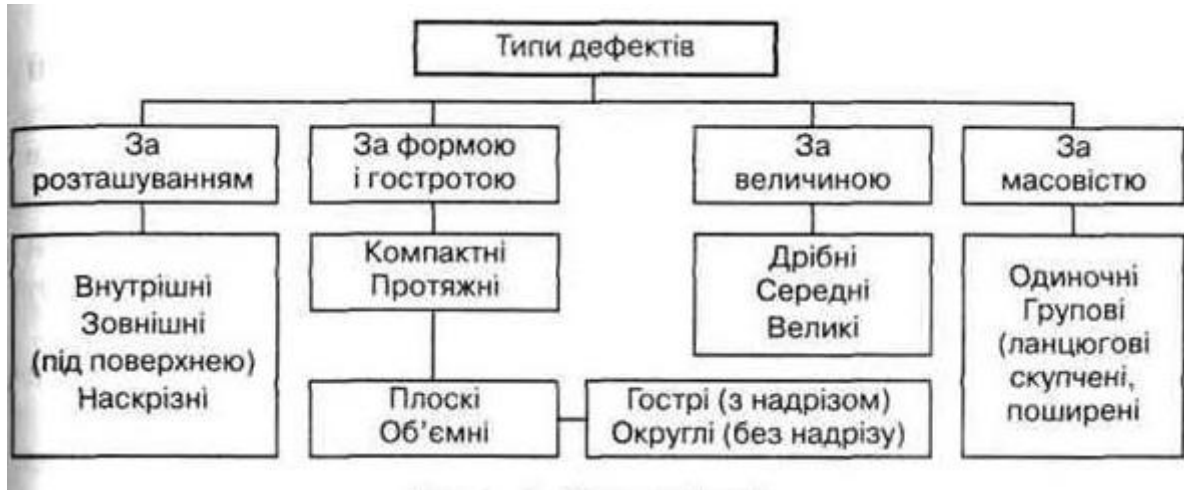 Типи дефектів
За
розташуванням
За формою
і гостротою
За
величиною
За
масовістю
Внутрішні
Зовнішні
(під поверхнею)
Наскрізні
Компактні
Протяжні
Плоскі
Об’ємні
Гострі (з надрізом)
Округлі (без надрізу)
Дрібні
Середні
Великі
Одиночні
Групові
(ланцюгові
скупчені,
поширені